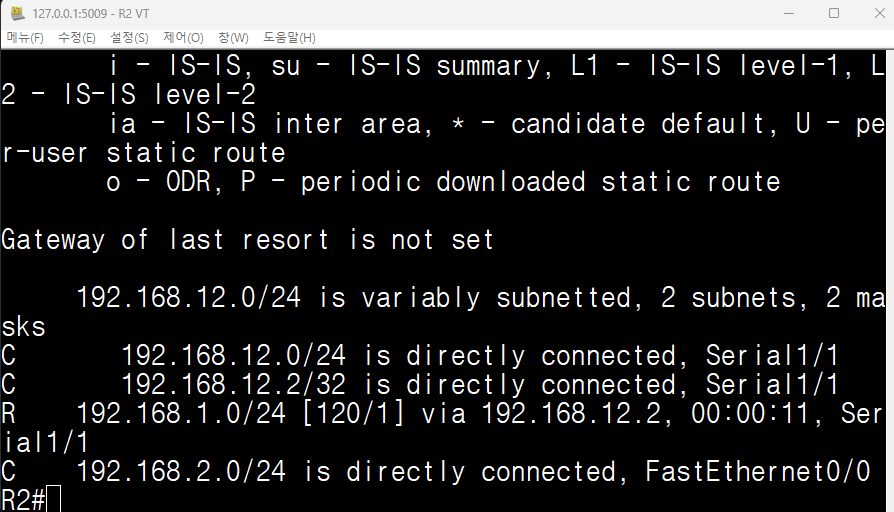 127.0.0.1:5009 - R2 VT
메뉴(F) 수정(E) 설정(S) 제어(O) 창(W) 도움말(H)
i - IS-IS, su - IS-IS summary, L1 - IS-IS level-1, L
2 - IS-IS level-2
ia - IS-IS inter area, * - candidate default, U - pe
r-user static route
o - ODR, P - periodic downloaded static route
Gateway of last resort is not set
192.168.12.0/24 is variably subnetted, 2 subnets, 2 ma
sks
C 192.168.12.0/24 is directly connected, Serial1/1
C 192.168.12.2/32 is directly connected, Serial1/1
R 192.168.1.0/24 [120/1] via 192.168.12.2, 00:00:11, Ser
ial1/1
C 192.168.2.0/24 is directly connected, FastEthernet0/0
R2#